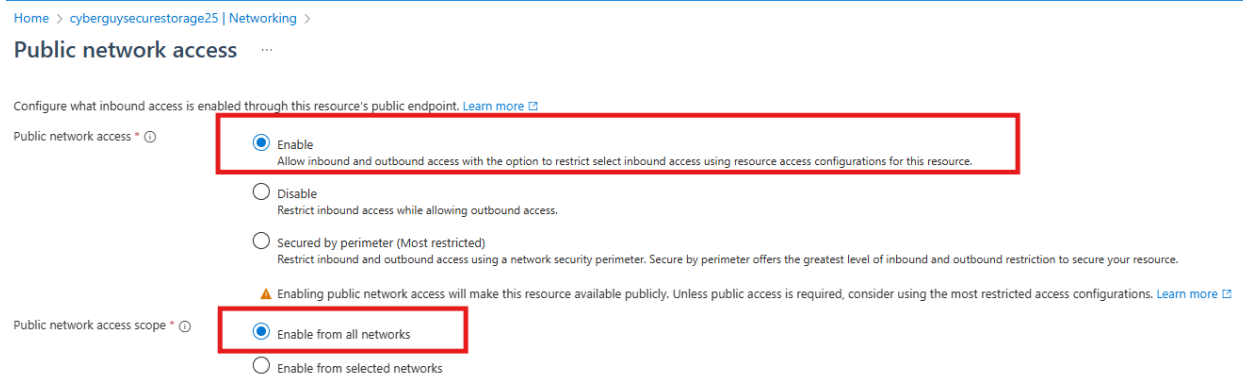 Home > cyberguysecurestorage25 | Networking >
Public network access ...
Configure what inbound access is enabled through this resource's public endpoint. Learn more
Public network access *
Enable
Allow inbound and outbound access with the option to restrict select inbound access using resource access configurations for this resource.
Disable
Restrict inbound access while allowing outbound access.
Secured by perimeter (Most restricted)
Restrict inbound and outbound access using a network security perimeter. Secure by perimeter offers the greatest level of inbound and outbound restriction to secure your resource.
Enabling public network access will make this resource available publicly. Unless public access is required, consider using the most restricted access configurations. Learn more
Public network access scope *
Enable from all networks
Enable from selected networks